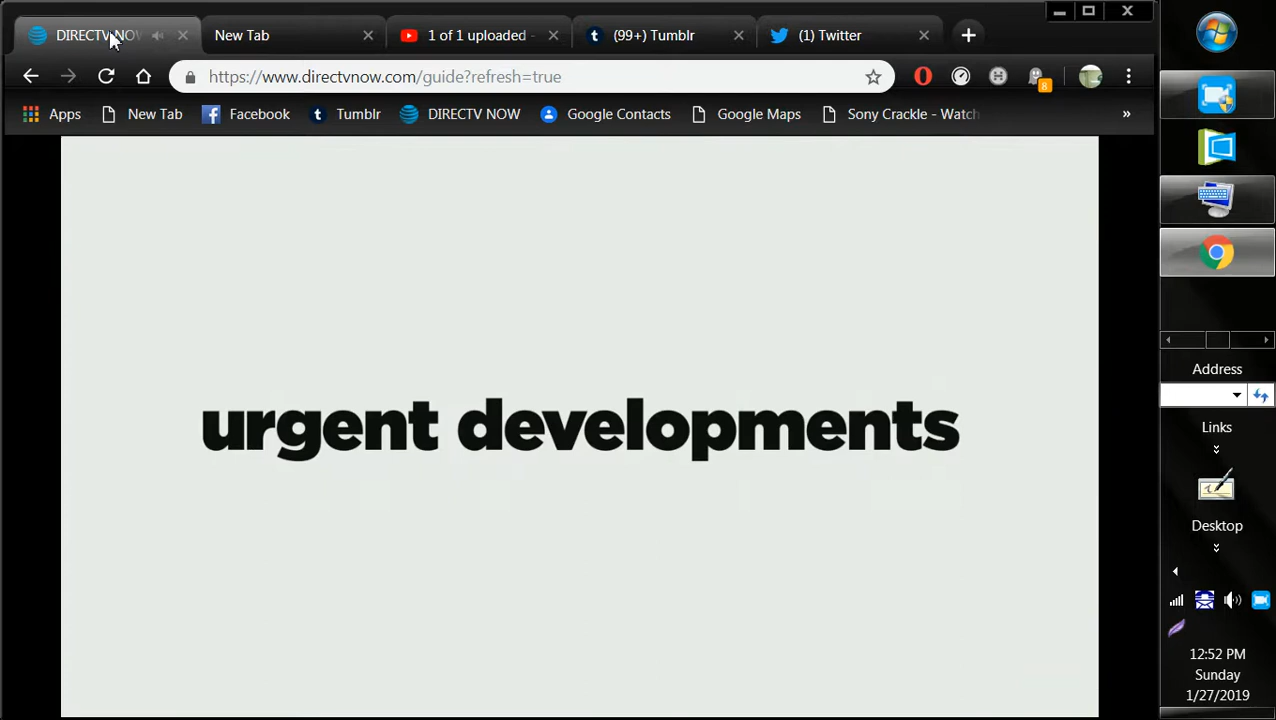 DIRECTV NOW
New Tab
1 of 1 uploaded -
(99+) Tumblr
(1) Twitter
https://www.directvnow.com/guide?refresh=true
8
Apps
New Tab
Facebook
Tumblr
DIRECTV NOW
Google Contacts
Google Maps
Sony Crackle - Watch
»
urgent developments
Address
Links
Desktop
12:52 PM
Sunday
1/27/2019